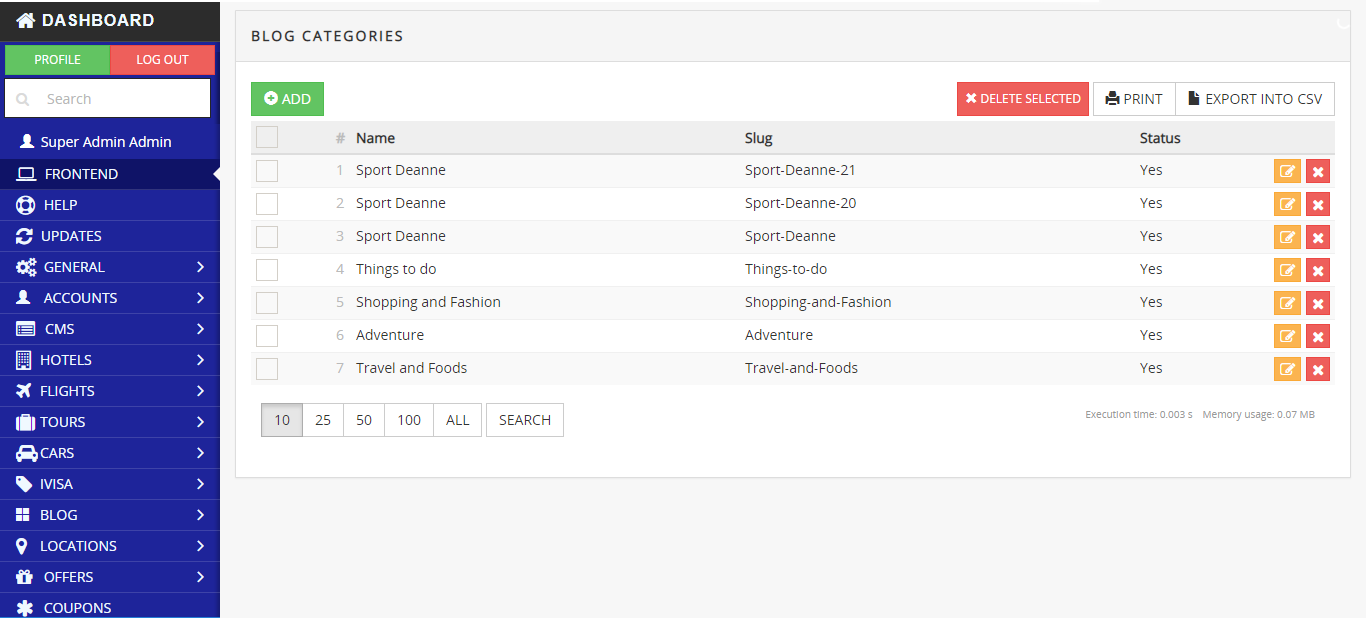 DASHBOARD
PROFILE LOG OUT
Search
Super Admin Admin
FRONTEND
HELP
UPDATES
GENERAL
ACCOUNTS
CMS
HOTELS
FLIGHTS
TOURS
CARS
IVISA
BLOG
LOCATIONS
OFFERS
COUPONS
BLOG CATEGORIES
ADD DELETE SELECTED PRINT EXPORT INTO CSV
# Name Slug Status
1 Sport Deanne Sport-Deanne-21 Yes
2 Sport Deanne Sport-Deanne-20 Yes
3 Sport Deanne Sport-Deanne Yes
4 Things to do Things-to-do Yes
5 Shopping and Fashion Shopping-and-Fashion Yes
6 Adventure Adventure Yes
7 Travel and Foods Travel-and-Foods Yes
10 25 50 100 ALL SEARCH Execution time: 0.003 s Memory usage: 0.07 MB